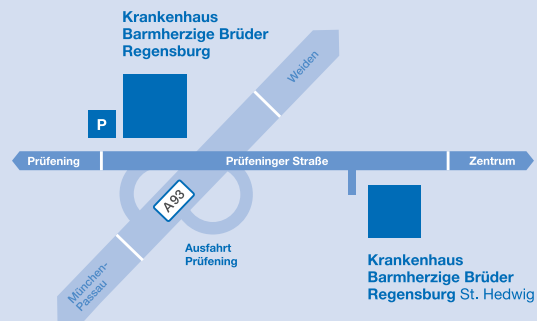 Krankenhaus
Barmherzige Brüder
Regensburg
Weiden
P
Prüfening
Prüfeninger Straße
Zentrum
A93
Ausfahrt
Prüfening
München-
Passau
Krankenhaus
Barmherzige Brüder
Regensburg St. Hedwig